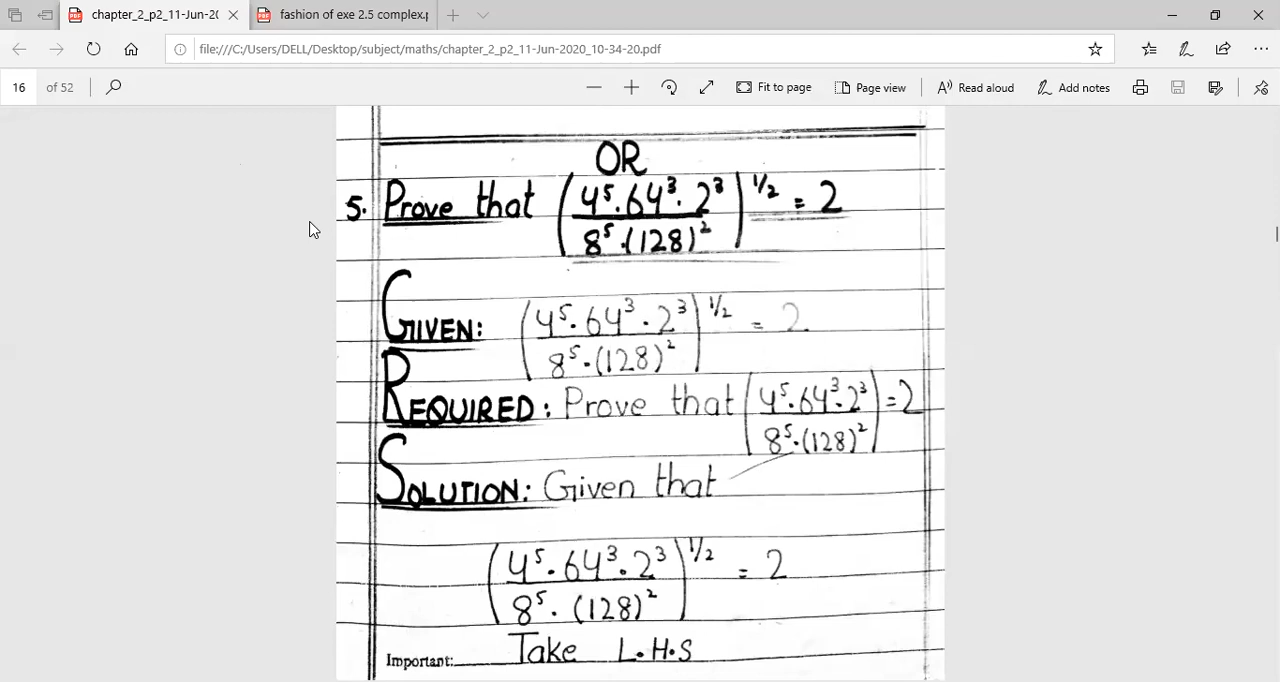 chapter_2_p2_11-Jun-20
fashion of exe 2.5 complex.p
file:///C:/Users/DELL/Desktop/subject/maths/chapter_2_p2_11-Jun-2020_10-34-20.pdf
16 of 52 Fit to page Page view Read aloud Add notes
OR
5. Prove that (4⁵·64³·2³ / 8⁵·(128)²)^1/2 = 2
GIVEN: (4⁵·64³·2³ / 8⁵·(128)²)^1/2 = 2
REQUIRED: Prove that (4⁵·64³·2³ / 8⁵·(128)²) = 2
SOLUTION: Given that
(4⁵·64³·2³ / 8⁵·(128)²)^1/2 = 2
Important: Take L.H.S